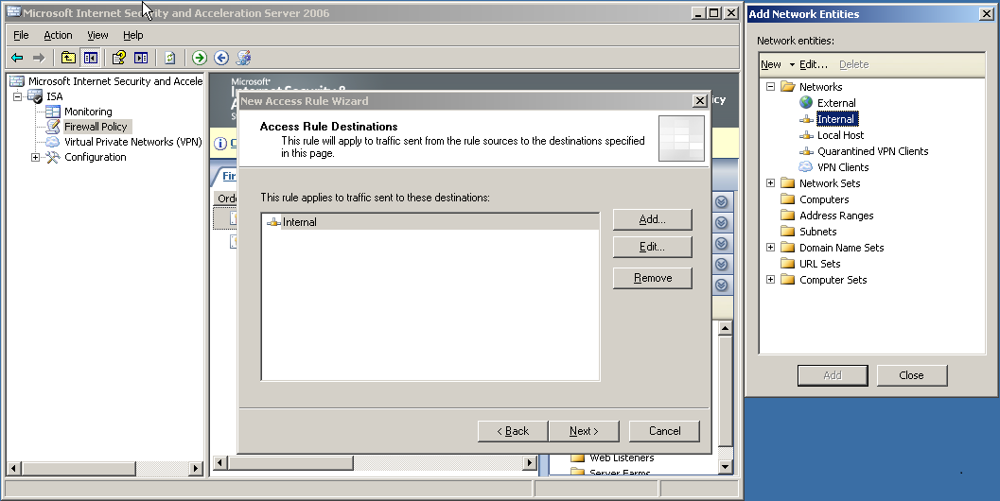 Microsoft Internet Security and Acceleration Server 2006
File Action View Help
Microsoft Internet Security and Accele
ISA
Monitoring
Firewall Policy
Virtual Private Networks (VPN)
Configuration
Microsoft
Internet Security &
New Access Rule Wizard
Access Rule Destinations
This rule will apply to traffic sent from the rule sources to the destinations specified
in this page.
This rule applies to traffic sent to these destinations:
Internal
Add...
Edit...
Remove
< Back Next > Cancel
Web Listeners
Server Farms
Add Network Entities
Network entities:
New Edit... Delete
Networks
External
Internal
Local Host
Quarantined VPN Clients
VPN Clients
Network Sets
Computers
Address Ranges
Subnets
Domain Name Sets
URL Sets
Computer Sets
Add Close